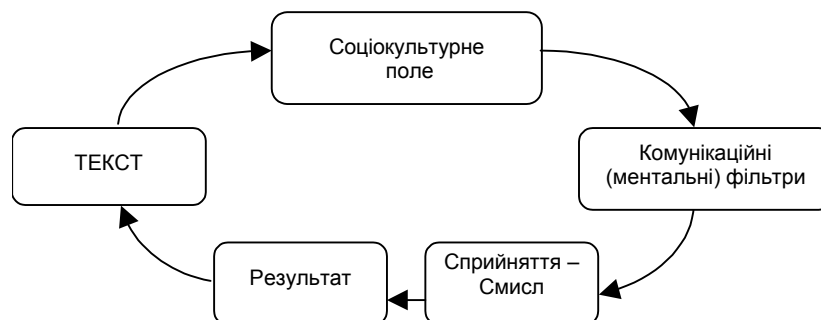 Соціокультурне
поле
ТЕКСТ
Комунікаційні
(ментальні) фільтри
Результат
Сприйняття –
Смисл